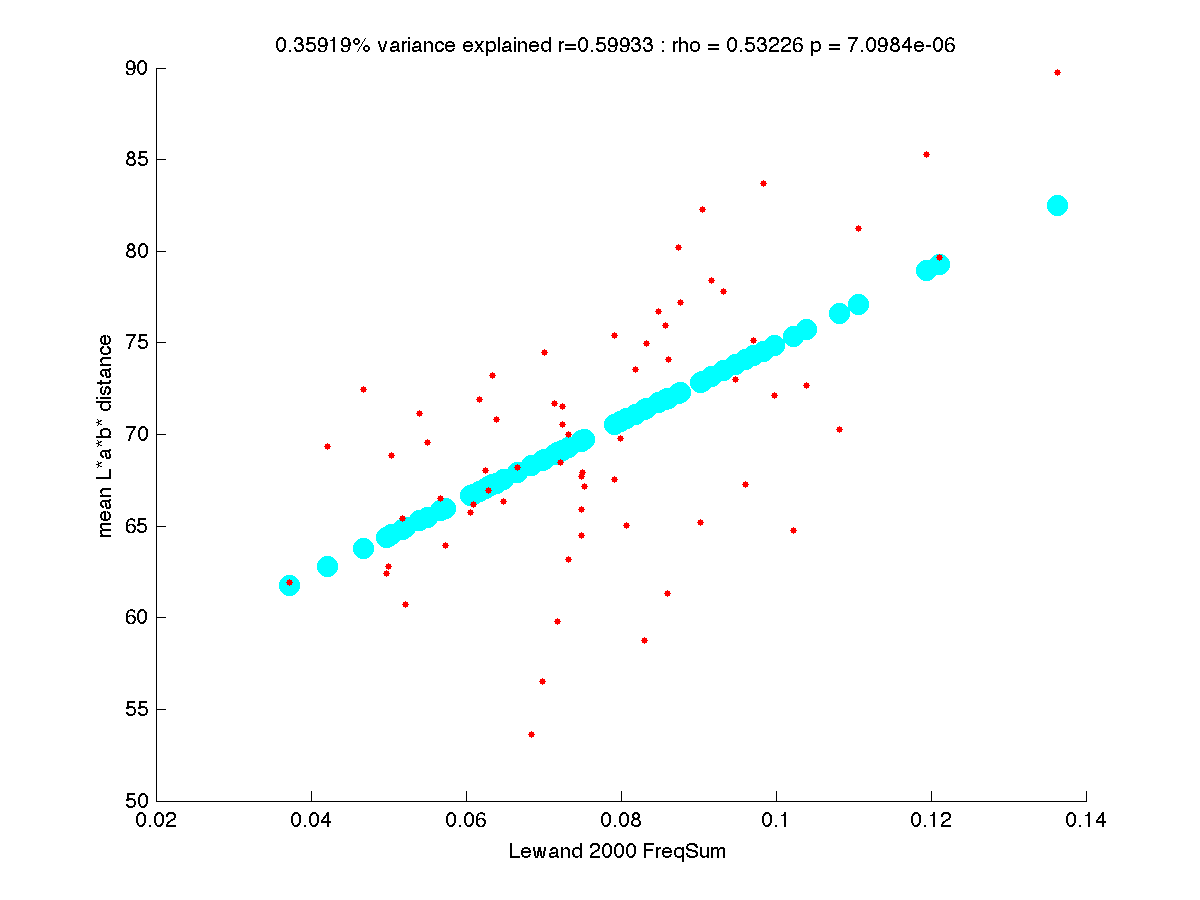 0.35919% variance explained r=0.59933 : rho = 0.53226 p = 7.0984e-06
90
85
80
75
70
65
60
55
50
mean L*a*b* distance
0.02 0.04 0.06 0.08 0.1 0.12 0.14
Lewand 2000 FreqSum